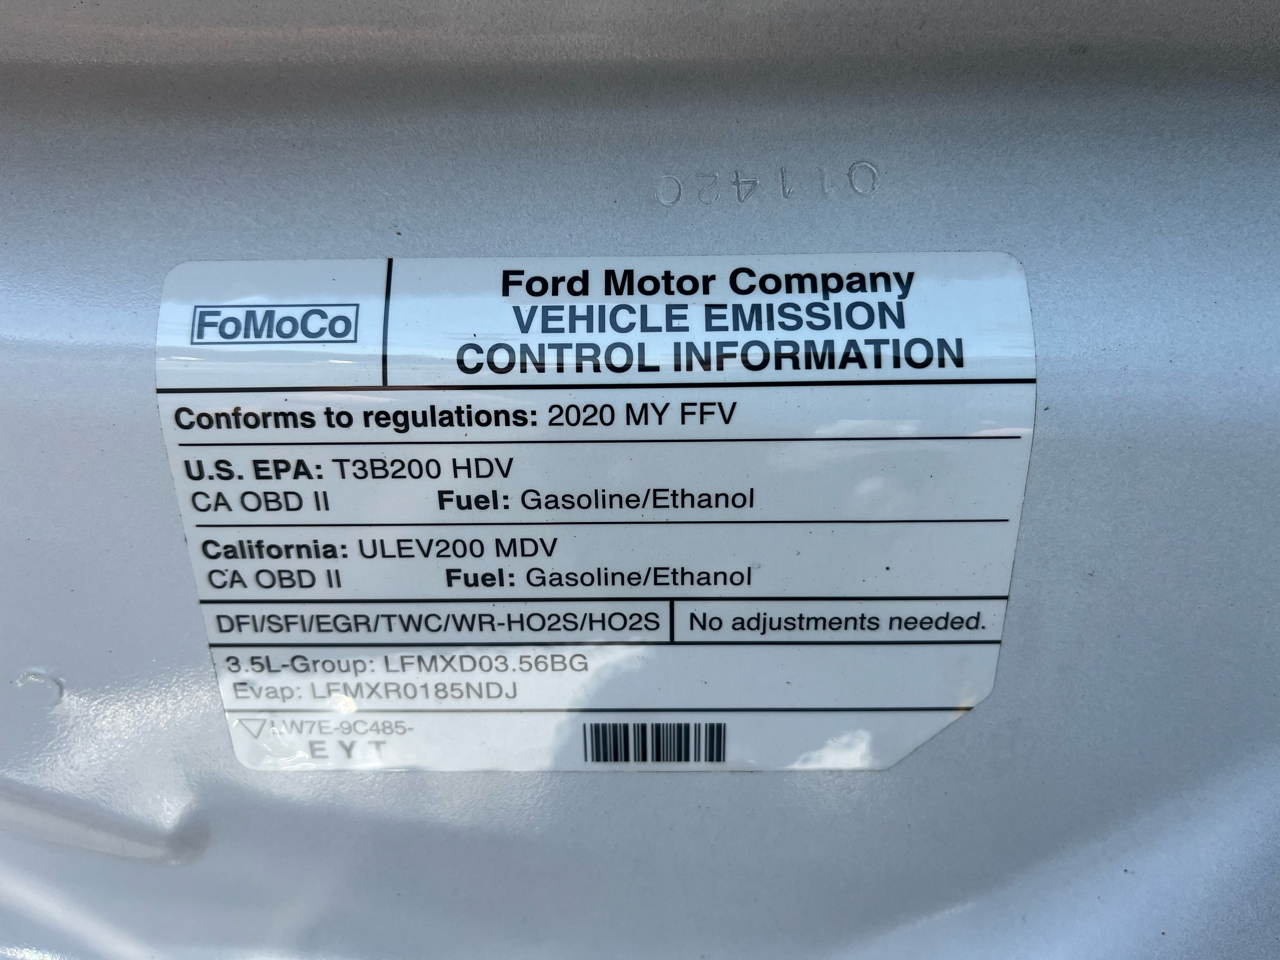 011420
FoMoCo
Ford Motor Company
VEHICLE EMISSION
CONTROL INFORMATION
Conforms to regulations: 2020 MY FFV
U.S. EPA: T3B200 HDV
CA OBD II Fuel: Gasoline/Ethanol
California: ULEV200 MDV
CA OBD II Fuel: Gasoline/Ethanol
DFI/SFI/EGR/TWC/WR-HO2S/HO2S No adjustments needed.
3.5L-Group: LFMXD03.56BG
Evap: LFMXR0185NDJ
LW7E-9C485-
E Y T